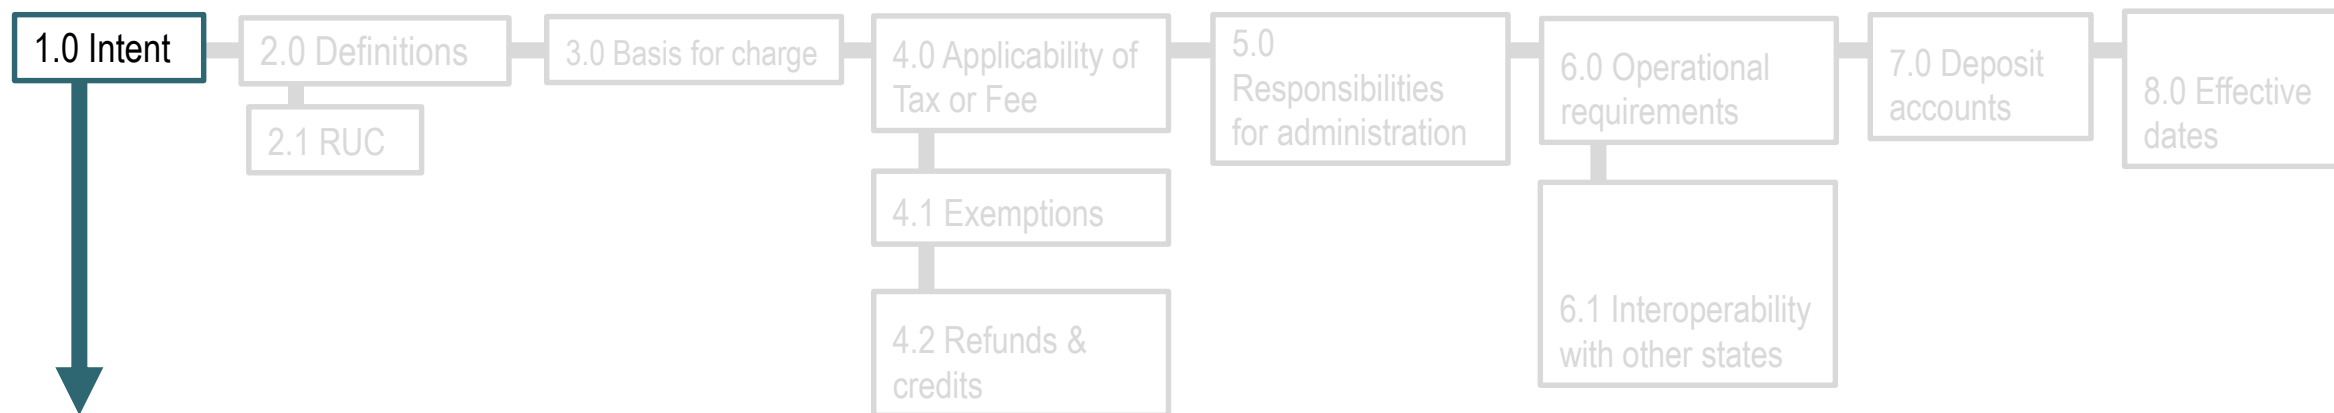 1.0 Intent
2.0 Definitions
2.1 RUC
3.0 Basis for charge
4.0 Applicability of
Tax or Fee
4.1 Exemptions
4.2 Refunds &
credits
5.0
Responsibilities
for administration
6.0 Operational
requirements
6.1 Interoperability
with other states
7.0 Deposit
accounts
8.0 Effective
dates